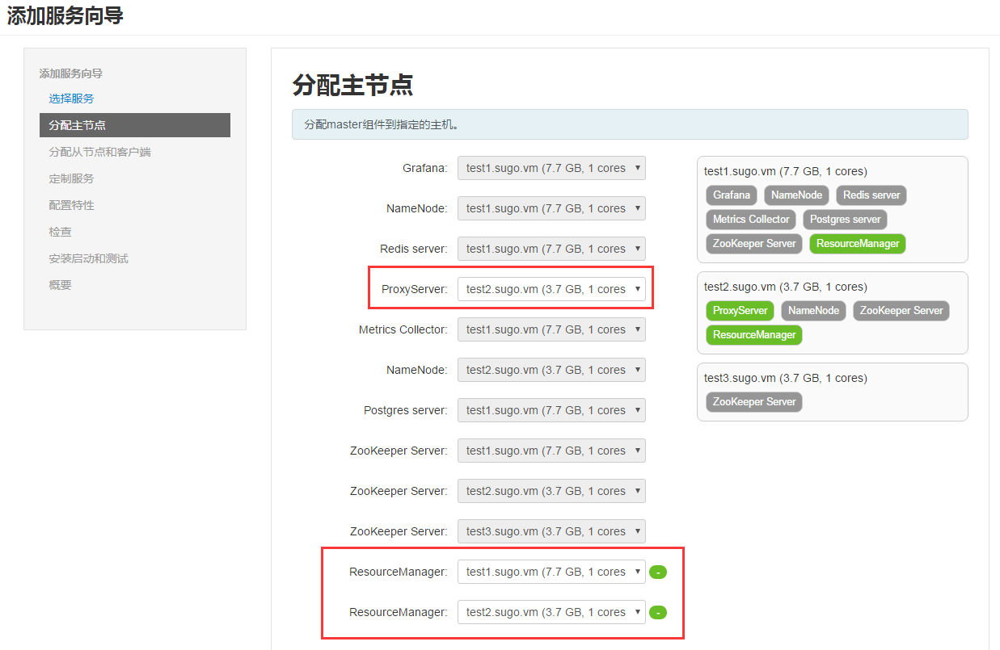 添加服务向导
添加服务向导
选择服务
分配主节点
分配从节点和客户端
定制服务
配置特性
检查
安装启动和测试
概要
分配主节点
分配master组件到指定的主机。
Grafana: test1.sugo.vm (7.7 GB, 1 cores
NameNode: test1.sugo.vm (7.7 GB, 1 cores
Redis server: test1.sugo.vm (7.7 GB, 1 cores
ProxyServer: test2.sugo.vm (3.7 GB, 1 cores
Metrics Collector: test1.sugo.vm (7.7 GB, 1 cores
NameNode: test2.sugo.vm (3.7 GB, 1 cores
Postgres server: test1.sugo.vm (7.7 GB, 1 cores
ZooKeeper Server: test1.sugo.vm (7.7 GB, 1 cores
ZooKeeper Server: test2.sugo.vm (3.7 GB, 1 cores
ZooKeeper Server: test3.sugo.vm (3.7 GB, 1 cores
ResourceManager: test1.sugo.vm (7.7 GB, 1 cores -
ResourceManager: test2.sugo.vm (3.7 GB, 1 cores -
test1.sugo.vm (7.7 GB, 1 cores)
Grafana NameNode Redis server
Metrics Collector Postgres server
ZooKeeper Server ResourceManager
test2.sugo.vm (3.7 GB, 1 cores)
ProxyServer NameNode ZooKeeper Server
ResourceManager
test3.sugo.vm (3.7 GB, 1 cores)
ZooKeeper Server